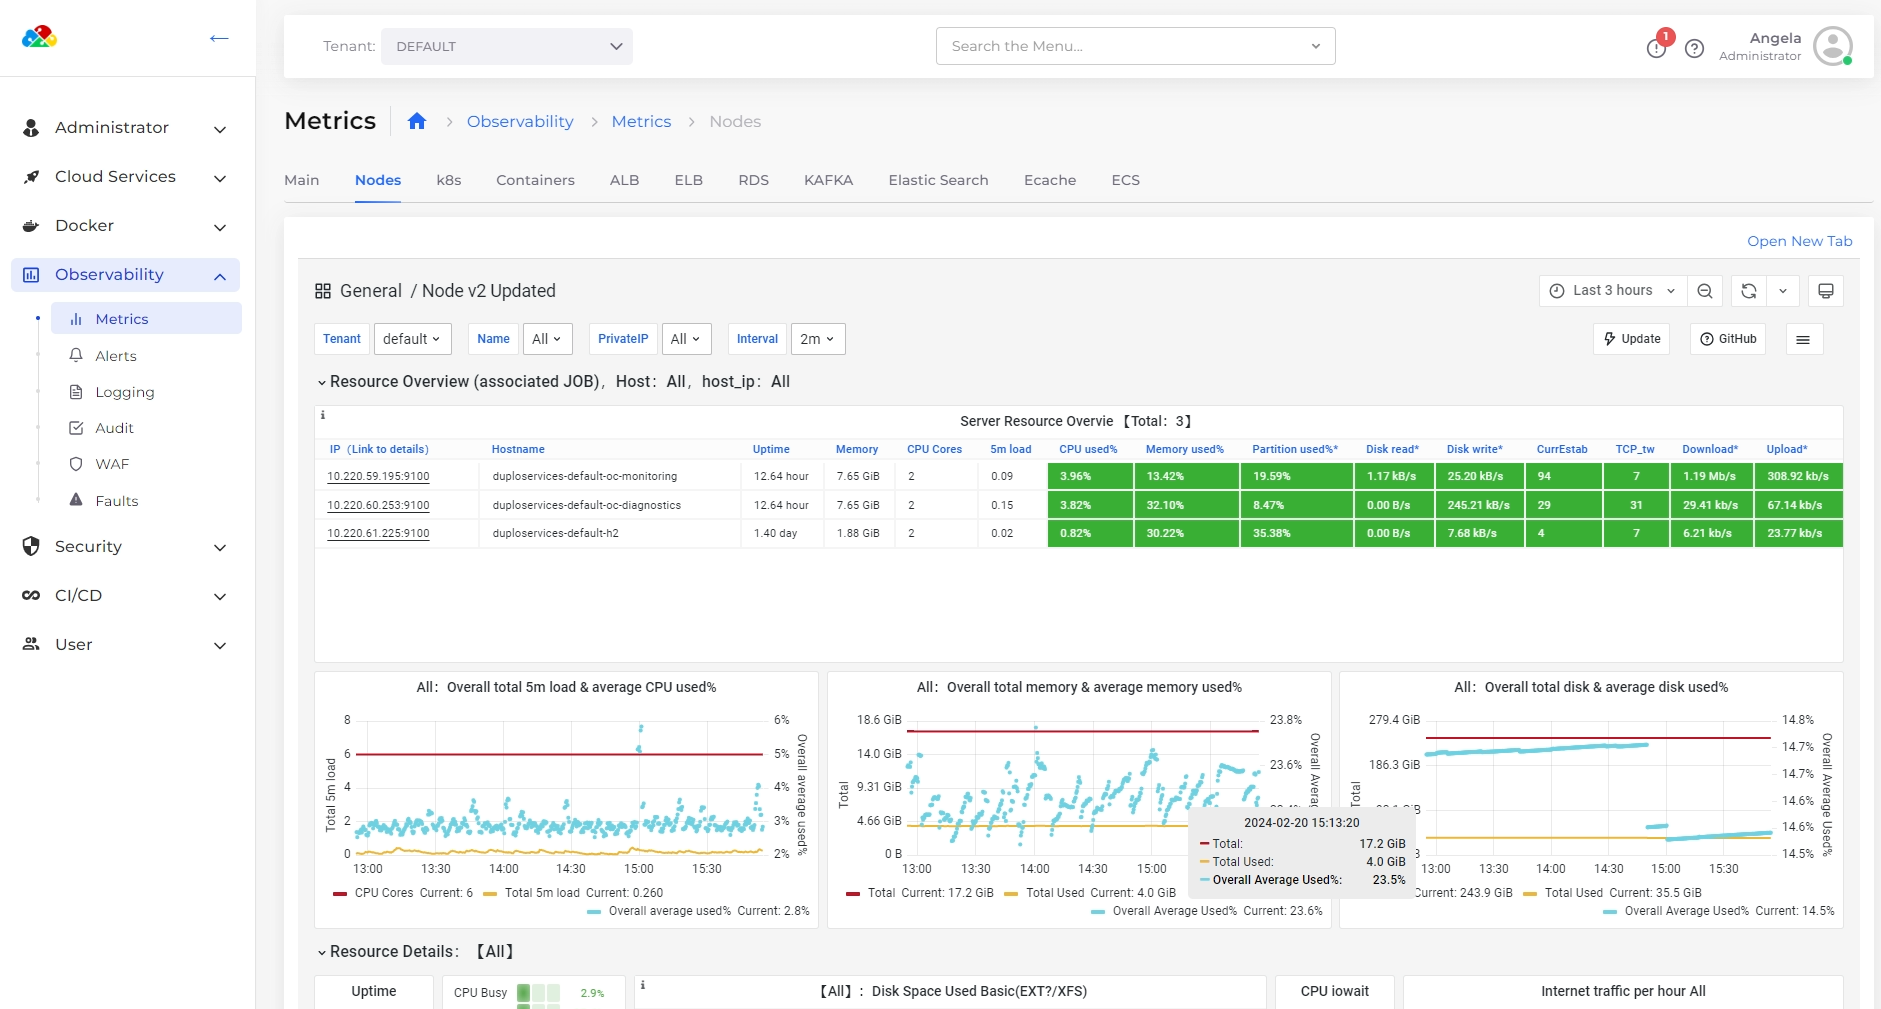 Tenant: DEFAULT
Search the Menu...
1
Angela
Administrator
Administrator
Cloud Services
Docker
Observability
Metrics
Alerts
Logging
Audit
WAF
Faults
Security
CI/CD
User
Metrics > Observability > Metrics > Nodes
Main Nodes k8s Containers ALB ELB RDS KAFKA Elastic Search Ecache ECS
Open New Tab
General / Node v2 Updated
Last 3 hours
Tenant default Name All PrivateIP All Interval 2m
Update GitHub
Resource Overview (associated JOB), Host: All, host_ip: All
Server Resource Overvie 【Total: 3】
IP (Link to details) Hostname Uptime Memory CPU Cores 5m load CPU used% Memory used% Partition used%* Disk read* Disk write* CurrEstab TCP_tw Download* Upload*
10.220.59.195:9100 duploservices-default-oc-monitoring 12.64 hour 7.65 GiB 2 0.09 3.96% 13.42% 19.59% 1.17 kB/s 25.20 kB/s 94 7 1.19 Mb/s 308.92 kb/s
10.220.60.253:9100 duploservices-default-oc-diagnostics 12.64 hour 7.65 GiB 2 0.15 3.82% 32.10% 8.47% 0.00 B/s 245.21 kB/s 29 31 29.41 kb/s 67.14 kb/s
10.220.61.225:9100 duploservices-default-h2 1.40 day 1.88 GiB 2 0.02 0.82% 30.22% 35.38% 0.00 B/s 7.68 kB/s 4 7 6.21 kb/s 23.77 kb/s
All: Overall total 5m load & average CPU used%
8
6
4
2
0
6%
5%
4%
3%
2%
Total 5m load
Overall average used%
13:00 13:30 14:00 14:30 15:00 15:30
CPU Cores Current: 6 Total 5m load Current: 0.260
Overall average used% Current: 2.8%
All: Overall total memory & average memory used%
18.6 GiB
14.0 GiB
9.31 GiB
4.66 GiB
0 B
23.8%
23.6%
Total
Overall Avera
13:00 13:30 14:00 14:30 15:00
2024-02-20 15:13:20
Total: 17.2 GiB
Total Used: 4.0 GiB
Overall Average Used%: 23.5%
Total Current: 17.2 GiB Total Used Current: 4.0 GiB
Overall Average Used% Current: 23.6%
All: Overall total disk & average disk used%
279.4 GiB
186.3 GiB
14.8%
14.7%
14.7%
14.6%
14.6%
14.5%
Total
Overall Average Used%
13:00 13:30 14:00 14:30 15:00 15:30
Current: 243.9 GiB Total Used Current: 35.5 GiB
Overall Average Used% Current: 14.5%
Resource Details: 【All】
Uptime
CPU Busy 2.9%
【All】: Disk Space Used Basic(EXT?/XFS)
CPU iowait
Internet traffic per hour All